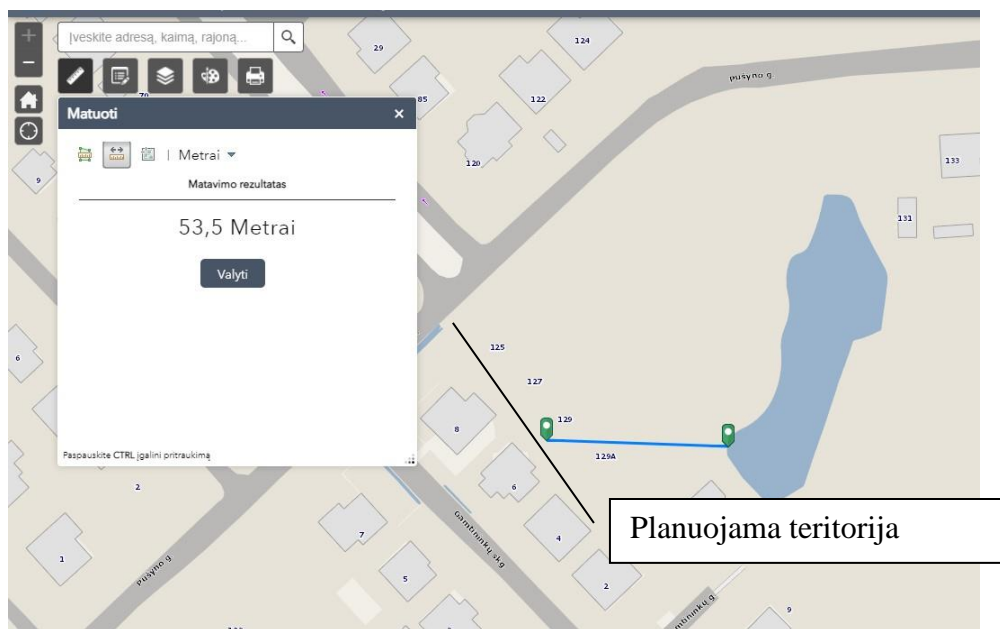 Įveskite adresą, kaimą, rajoną...
29
124
pušyno g
85
122
Matuoti
×
120
133
9
Metrai
Matavimo rezultatas
131
53,5 Metrai
Valyti
6
125
127
129
8
129A
Paspauskite CTRL įgalini pritraukimą
2
6
Planuojama teritorija
7
4
Gamtininkų skg
1
pušyno g
5
2
9